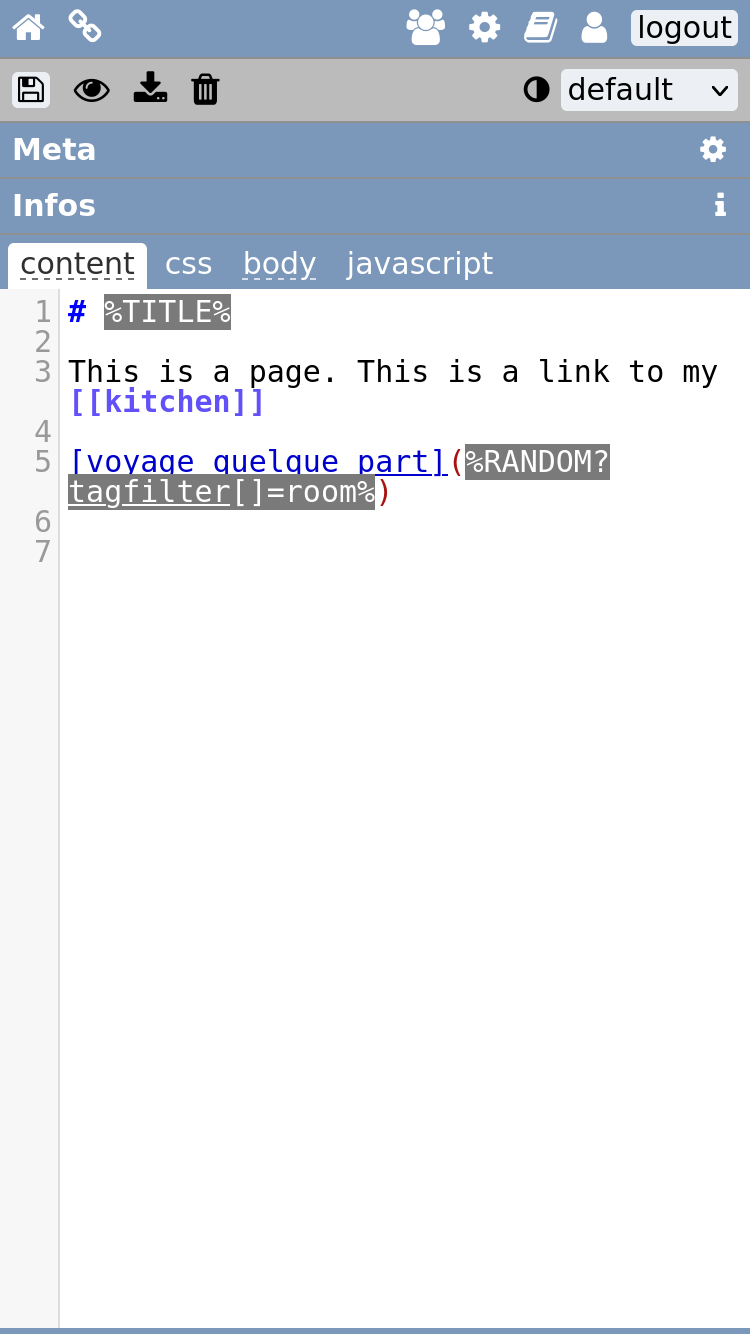 logout
default
Meta
Infos
content css body javascript
1 # %TITLE%
2
3 This is a page. This is a link to my
[[kitchen]]
4
5 [voyage quelque part](%RANDOM?
tagfilter[]=room%)
6
7